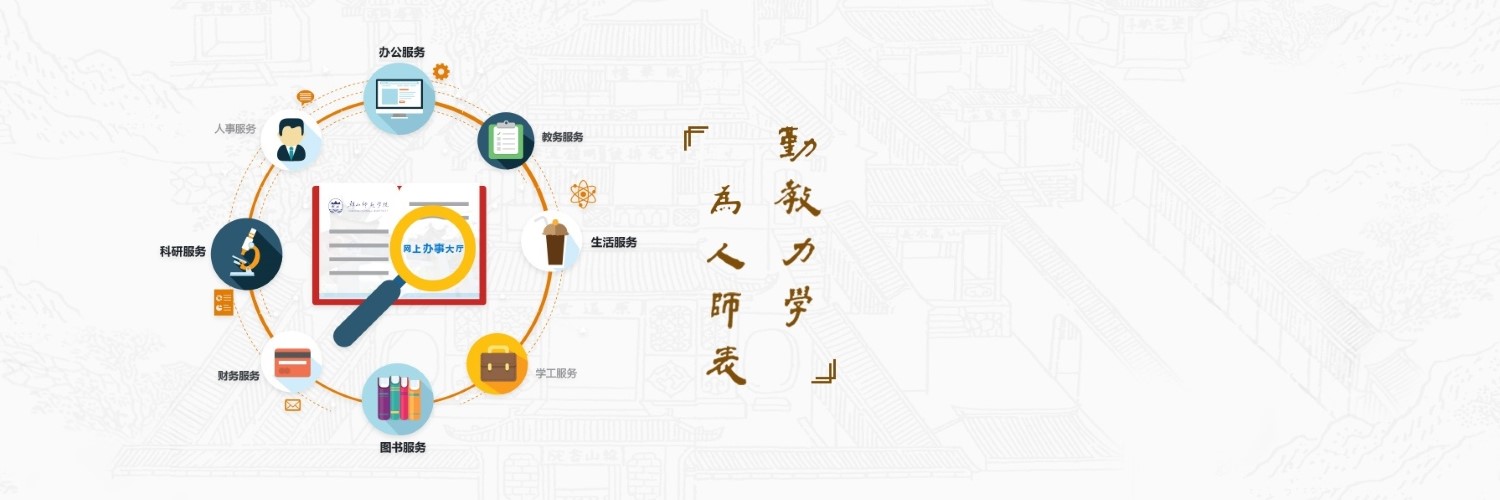 办公服务
人事服务
教务服务
网上办事大厅
科研服务
生活服务
财务服务
学工服务
图书服务
『勤教力学
為人師表』